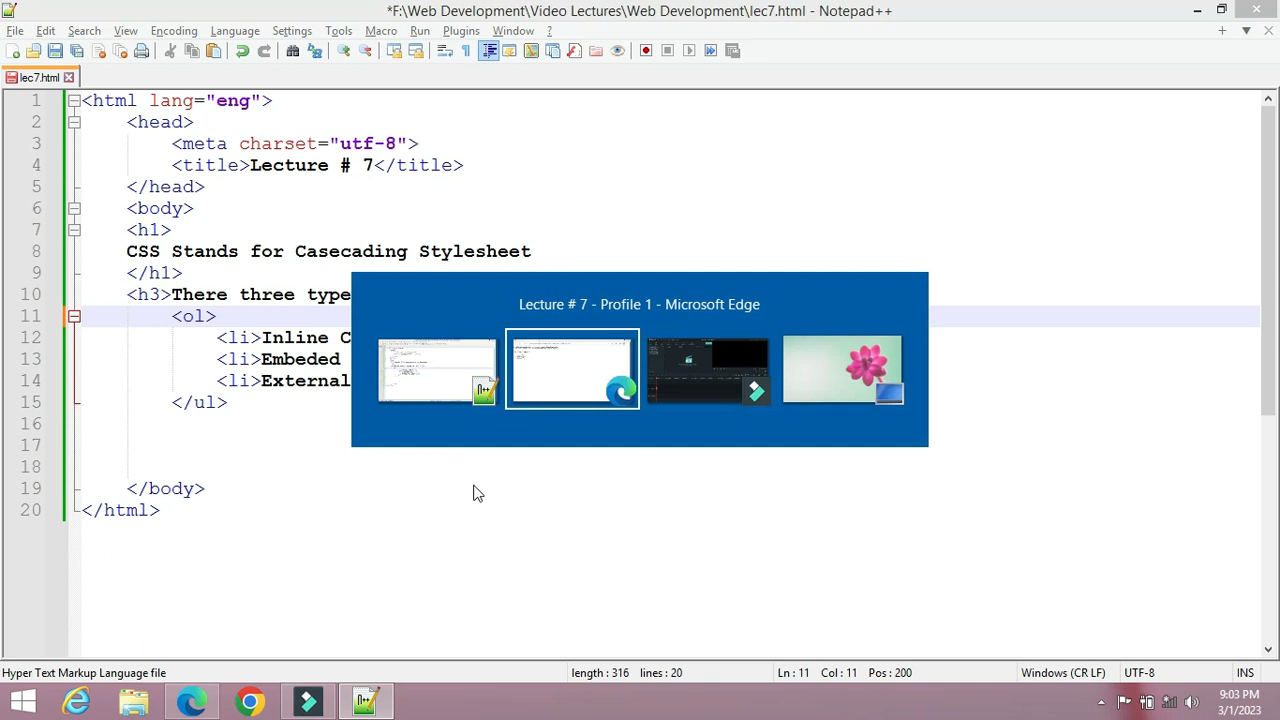 *F:\Web Development\Video Lectures\Web Development\lec7.html - Notepad++
File Edit Search View Encoding Language Settings Tools Macro Run Plugins Window ?
lec7.html
1 <html lang="eng">
2 <head>
3 <meta charset="utf-8">
4 <title>Lecture # 7</title>
5 </head>
6 <body>
7 <h1>
8 CSS Stands for Casecading Stylesheet
9 </h1>
10 <h3>There three type
11 <ol>
12 <li>Inline C
13 <li>Embeded
14 <li>External
15 </ul>
16
17
18
19 </body>
20 </html>
Lecture # 7 - Profile 1 - Microsoft Edge
Hyper Text Markup Language file length : 316 lines : 20 Ln : 11 Col : 11 Pos : 200 Windows (CR LF) UTF-8 INS
9:03 PM
3/1/2023